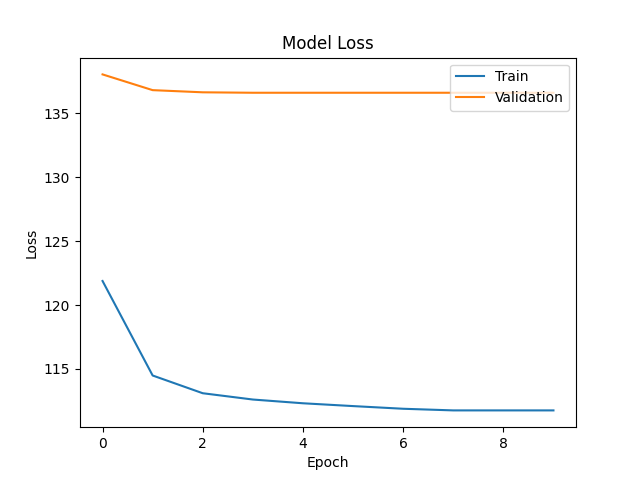 Model Loss
Train
Validation
Loss
135
130
125
120
115
0 2 4 6 8
Epoch